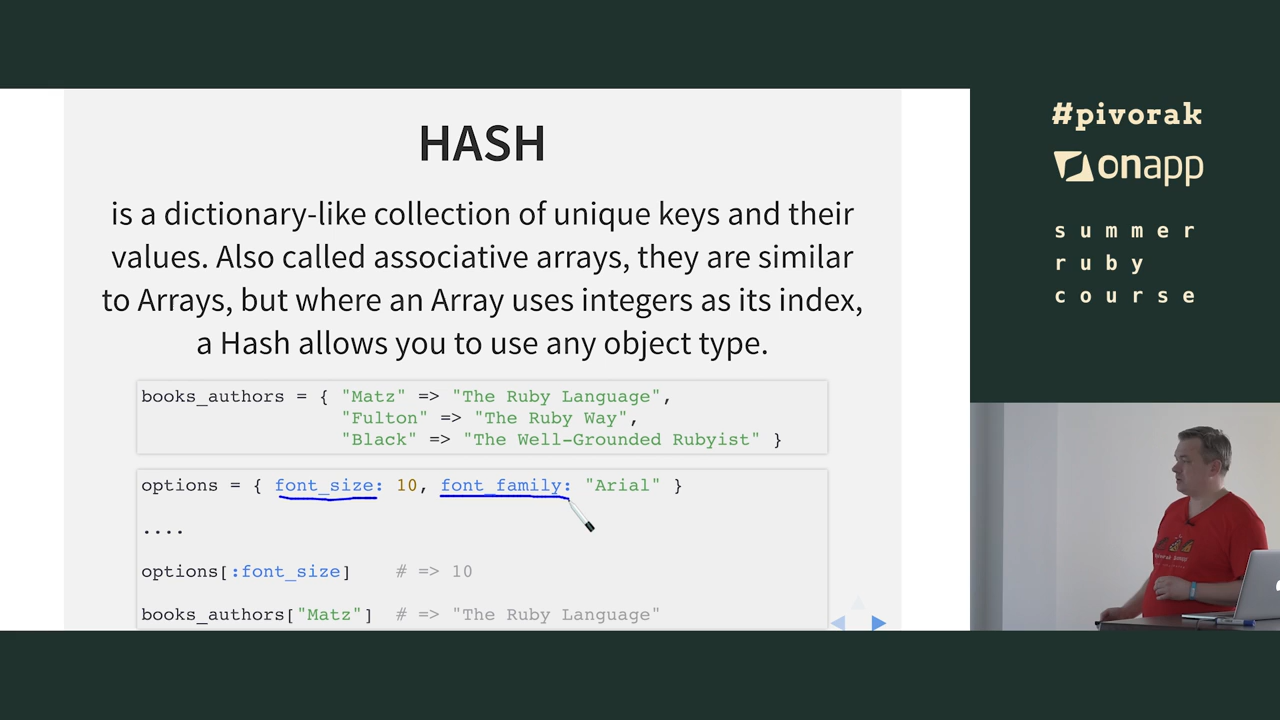 HASH
is a dictionary-like collection of unique keys and their
values. Also called associative arrays, they are similar
to Arrays, but where an Array uses integers as its index,
a Hash allows you to use any object type.
books_authors = { "Matz" => "The Ruby Language",
"Fulton" => "The Ruby Way",
"Black" => "The Well-Grounded Rubyist" }
options = { font_size: 10, font_family: "Arial" }
....
options[:font_size] # => 10
books_authors["Matz"] # => "The Ruby Language"
#pivorak
onapp
summer
ruby
course